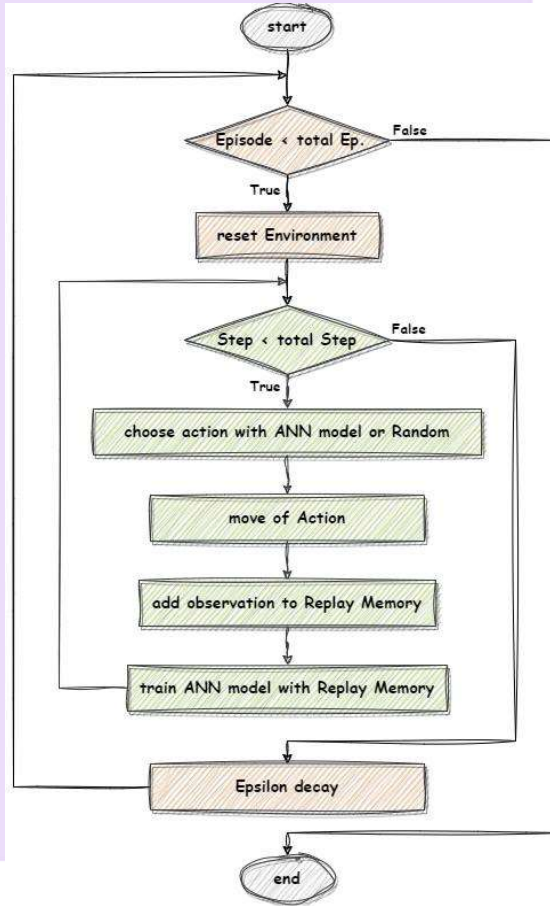 start
Episode < total Ep.
False
True
reset Environment
Step < total Step
False
True
choose action with ANN model or Random
move of Action
add observation to Replay Memory
train ANN model with Replay Memory
Epsilon decay
end